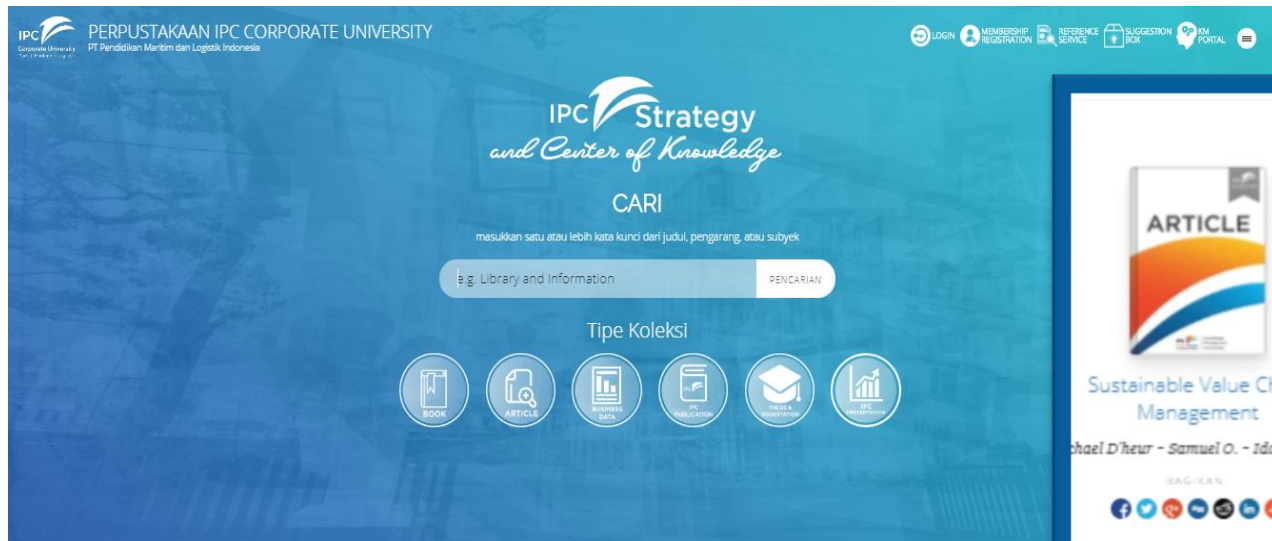 IPC
Corporate University
PERPUSTAKAAN IPC CORPORATE UNIVERSITY
PT Pendidikan Maritim dan Logistik Indonesia
LOGIN
MEMBERSHIP
REGISTRATION
REFERENCE
SERVICE
SUGGESTION
BOX
KM
PORTAL
IPC Strategy
and Center of Knowledge
CARI
masukkan satu atau lebih kata kunci dari judul, pengarang, atau subyek
e.g. Library and Information
PENCARIAN
Tipe Koleksi
BOOK
ARTICLE
BUSINESS
DATA
IPC
PUBLICATION
THESIS &
DISSERTATION
IPC
PRESENTATION
ARTICLE
Sustainable Value Ch
Management
chael D'heur - Samuel O. - Ido
BAGIKAN: